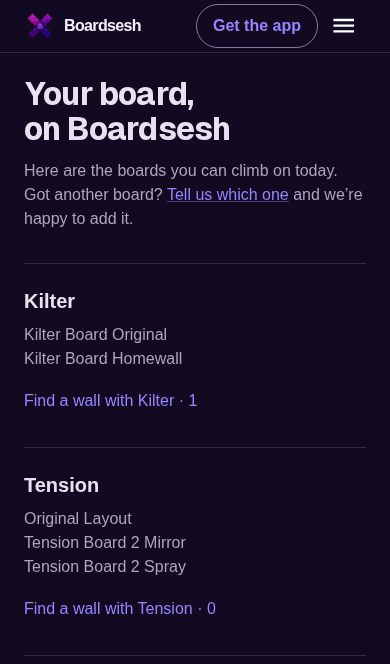 Boardsesh
Get the app
Your board,
on Boardsesh
Here are the boards you can climb on today.
Got another board? Tell us which one and we're
happy to add it.
Kilter
Kilter Board Original
Kilter Board Homewall
Find a wall with Kilter · 1
Tension
Original Layout
Tension Board 2 Mirror
Tension Board 2 Spray
Find a wall with Tension · 0